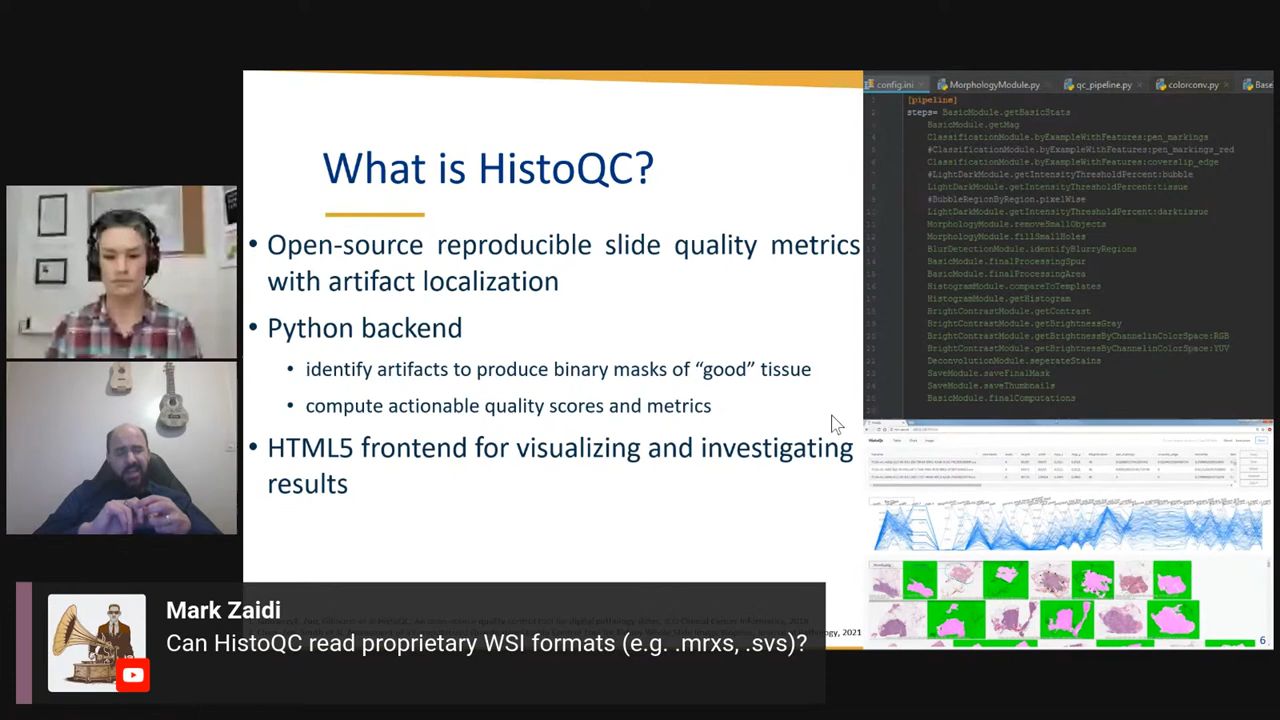 What is HistoQC?
• Open-source reproducible slide quality metrics
with artifact localization
• Python backend
• identify artifacts to produce binary masks of “good” tissue
• compute actionable quality scores and metrics
• HTML5 frontend for visualizing and investigating
results
config.ini MorphologyModule.py qc_pipeline.py colorconv.py Base
[pipeline]
steps= BasicModule.getBasicStats
BasicModule.getMag
ClassificationModule.byExampleWithFeatures:pen_markings
#ClassificationModule.byExampleWithFeatures:pen_markings_red
ClassificationModule.byExampleWithFeatures:coverslip_edge
#LightDarkModule.getIntensityThresholdPercent:bubble
LightDarkModule.getIntensityThresholdPercent:tissue
#BubbleRegionByRegion.pixelWise
LightDarkModule.getIntensityThresholdPercent:darktissue
MorphologyModule.removeSmallObjects
MorphologyModule.fillSmallHoles
BlurDetectionModule.identifyBlurryRegions
BasicModule.finalProcessingSpur
BasicModule.finalProcessingArea
HistogramModule.compareToTemplates
HistogramModule.getHistogram
BrightContrastModule.getContrast
BrightContrastModule.getBrightnessGray
BrightContrastModule.getBrightnessByChannelinColorSpace:RGB
BrightContrastModule.getBrightnessByChannelinColorSpace:YUV
DeconvolutionModule.seperateStains
SaveModule.saveFinalMask
SaveModule.saveThumbnails
BasicModule.finalComputations
2021
6
Mark Zaidi
Can HistoQC read proprietary WSI formats (e.g. .mrxs, .svs)?